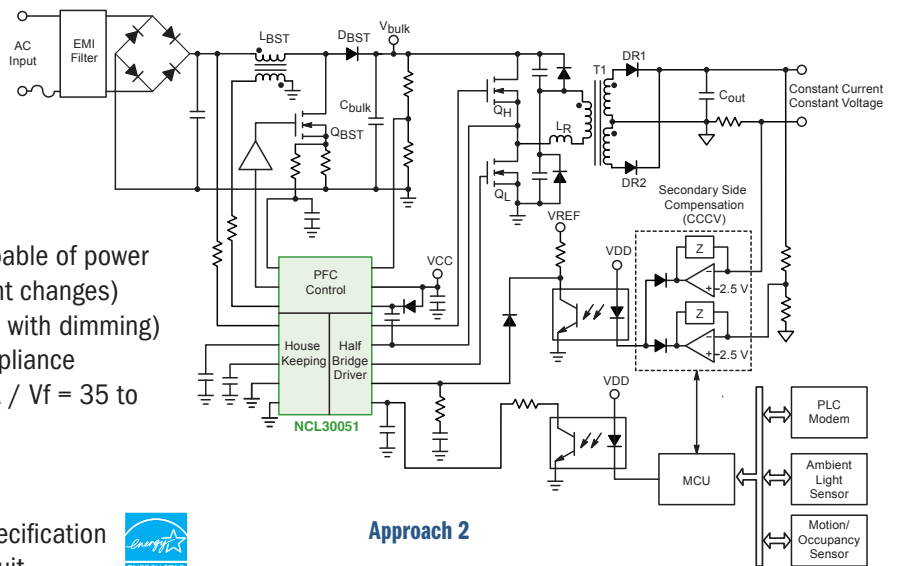 AC
Input
EMI
Filter
LBST
DBST
Vbulk
Cbulk
QBST
QH
QL
LR
T1
DR1
DR2
Cout
Constant Current
Constant Voltage
Secondary Side
Compensation
(CCCV)
VREF
VDD
Z
2.5 V
Z
2.5 V
VCC
PFC
Control
House
Keeping
Half
Bridge
Driver
NCL30051
VDD
MCU
PLC
Modem
Ambient
Light
Sensor
Motion/
Occupancy
Sensor
able of power
nt changes)
with dimming)
pliance
/ Vf = 35 to
ecification
energy
Approach 2